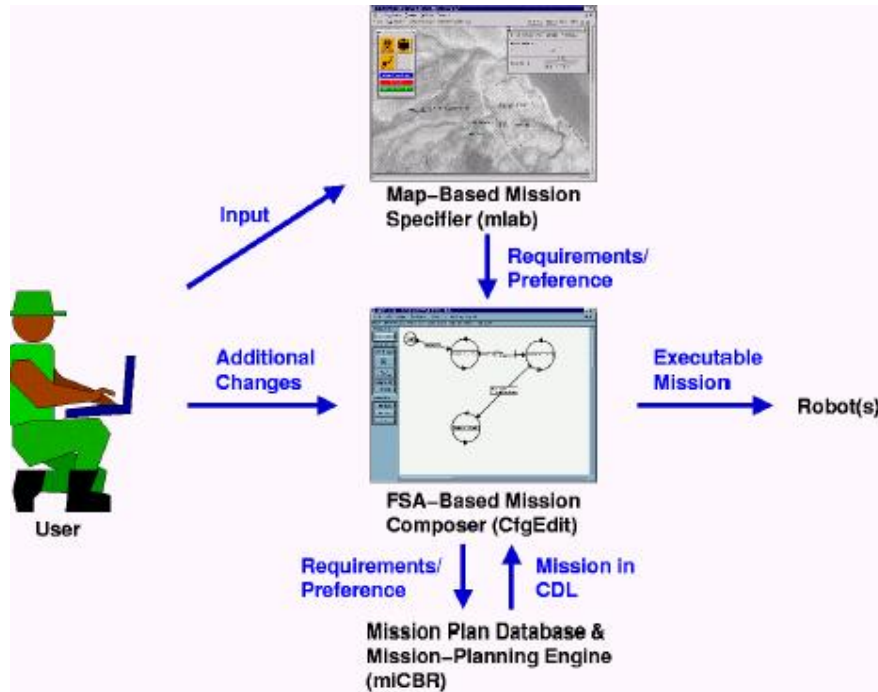 Map-Based Mission
Specifier (mlab)
Input
Requirements/
Preference
Additional
Changes
Executable
Mission
Robot(s)
User
FSA-Based Mission
Composer (CfgEdit)
Requirements/
Preference
Mission in
CDL
Mission Plan Database &
Mission-Planning Engine
(miCBR)